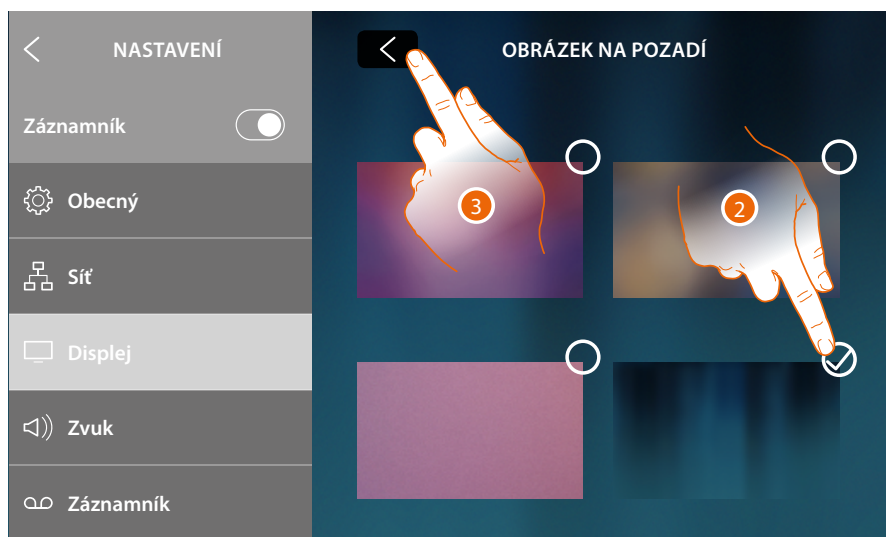 NASTAVENÍ
Záznamník
Obecný
Síť
Displej
Zvuk
Záznamník
OBRÁZEK NA POZADÍ
3
2